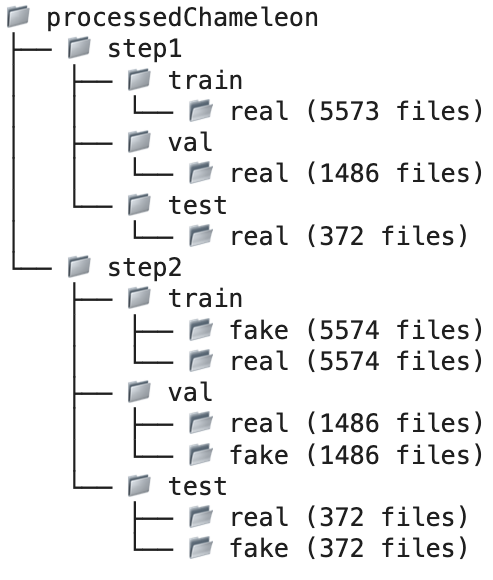 processedChameleon
step1
train
real (5573 files)
val
real (1486 files)
test
real (372 files)
step2
train
fake (5574 files)
real (5574 files)
val
real (1486 files)
fake (1486 files)
test
real (372 files)
fake (372 files)